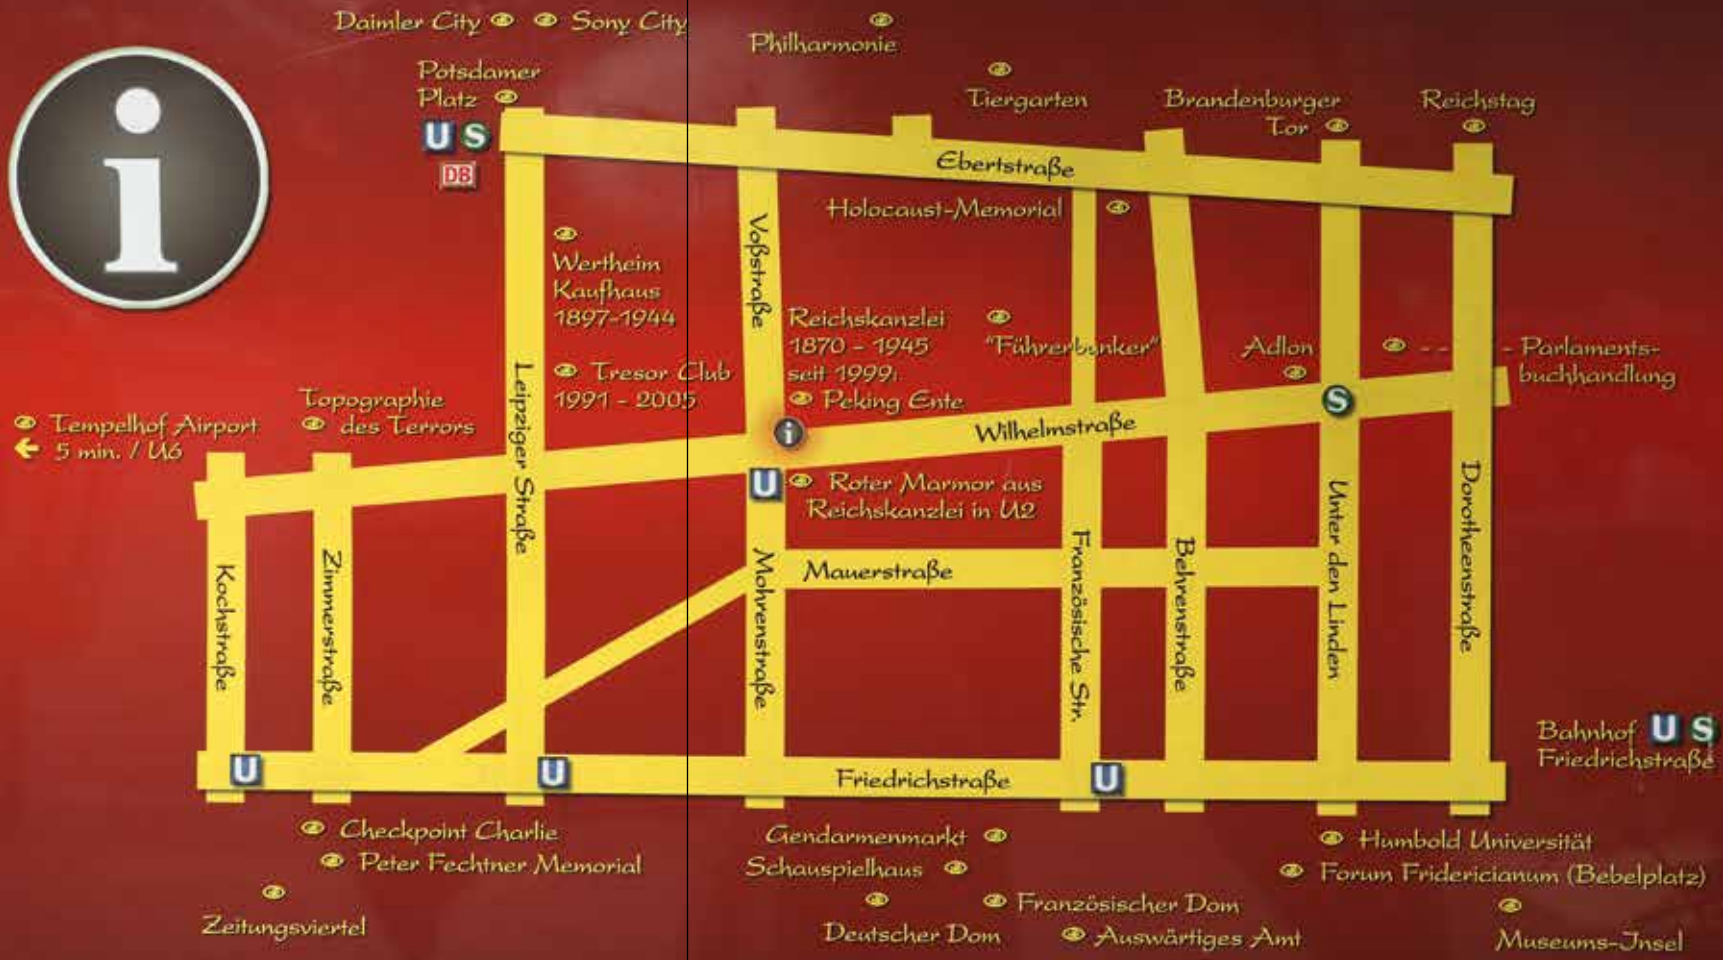 Daimler City
Sony City
Philharmonie
Potsdamer
Platz
U S
DB
Tiergarten
Brandenburger
Tor
Reichstag
i
Ebertstraße
Holocaust-Memorial
Voßstraße
Wertheim
Kaufhaus
1897-1944
Reichskanzlei
1870 - 1945
seit 1999:
Peking Ente
"Führerbunker"
Adlon
Parlaments-
buchhandlung
Tresor Club
1991 - 2005
Leipziger Straße
Topographie
des Terrors
Tempelhof Airport
← 5 min. / U6
i
S
Wilhelmstraße
U
Roter Marmor aus
Reichskanzlei in U2
Kochstraße
Zimmerstraße
Mohrenstraße
Mauerstraße
Französische Str.
Behrenstraße
Unter den Linden
Dorotheenstraße
Bahnhof U S
Friedrichstraße
U
U
Friedrichstraße
U
Checkpoint Charlie
Peter Fechtner Memorial
Zeitungsviertel
Gendarmenmarkt
Schauspielhaus
Deutscher Dom
Französischer Dom
Auswärtiges Amt
Humbold Universität
Forum Fridericianum (Bebelplatz)
Museums-Insel